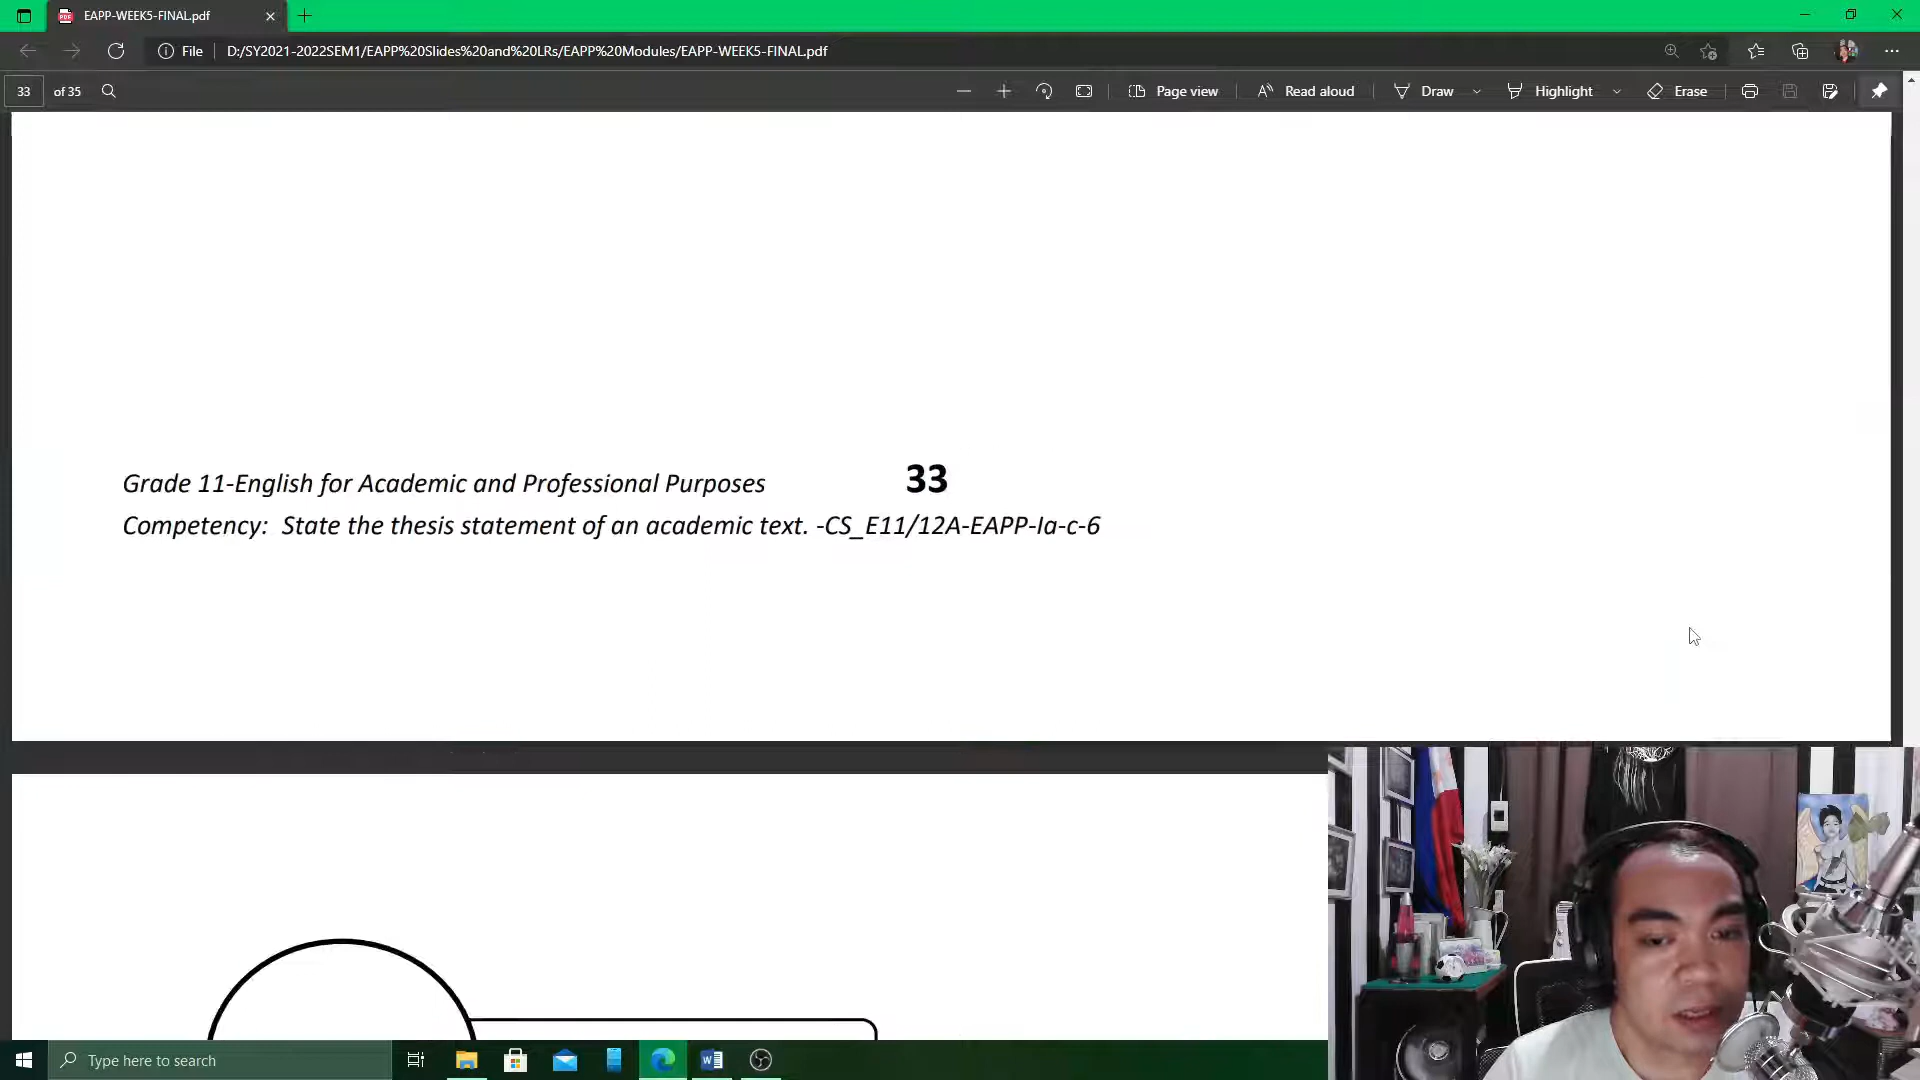 EAPP-WEEK5-FINAL.pdf
File D:/SY2021-2022SEM1/EAPP%20Slides%20and%20LRs/EAPP%20Modules/EAPP-WEEK5-FINAL.pdf
33 of 35 Page view Read aloud Draw Highlight Erase
Grade 11-English for Academic and Professional Purposes 33
Competency: State the thesis statement of an academic text. -CS_E11/12A-EAPP-Ia-c-6
Type here to search